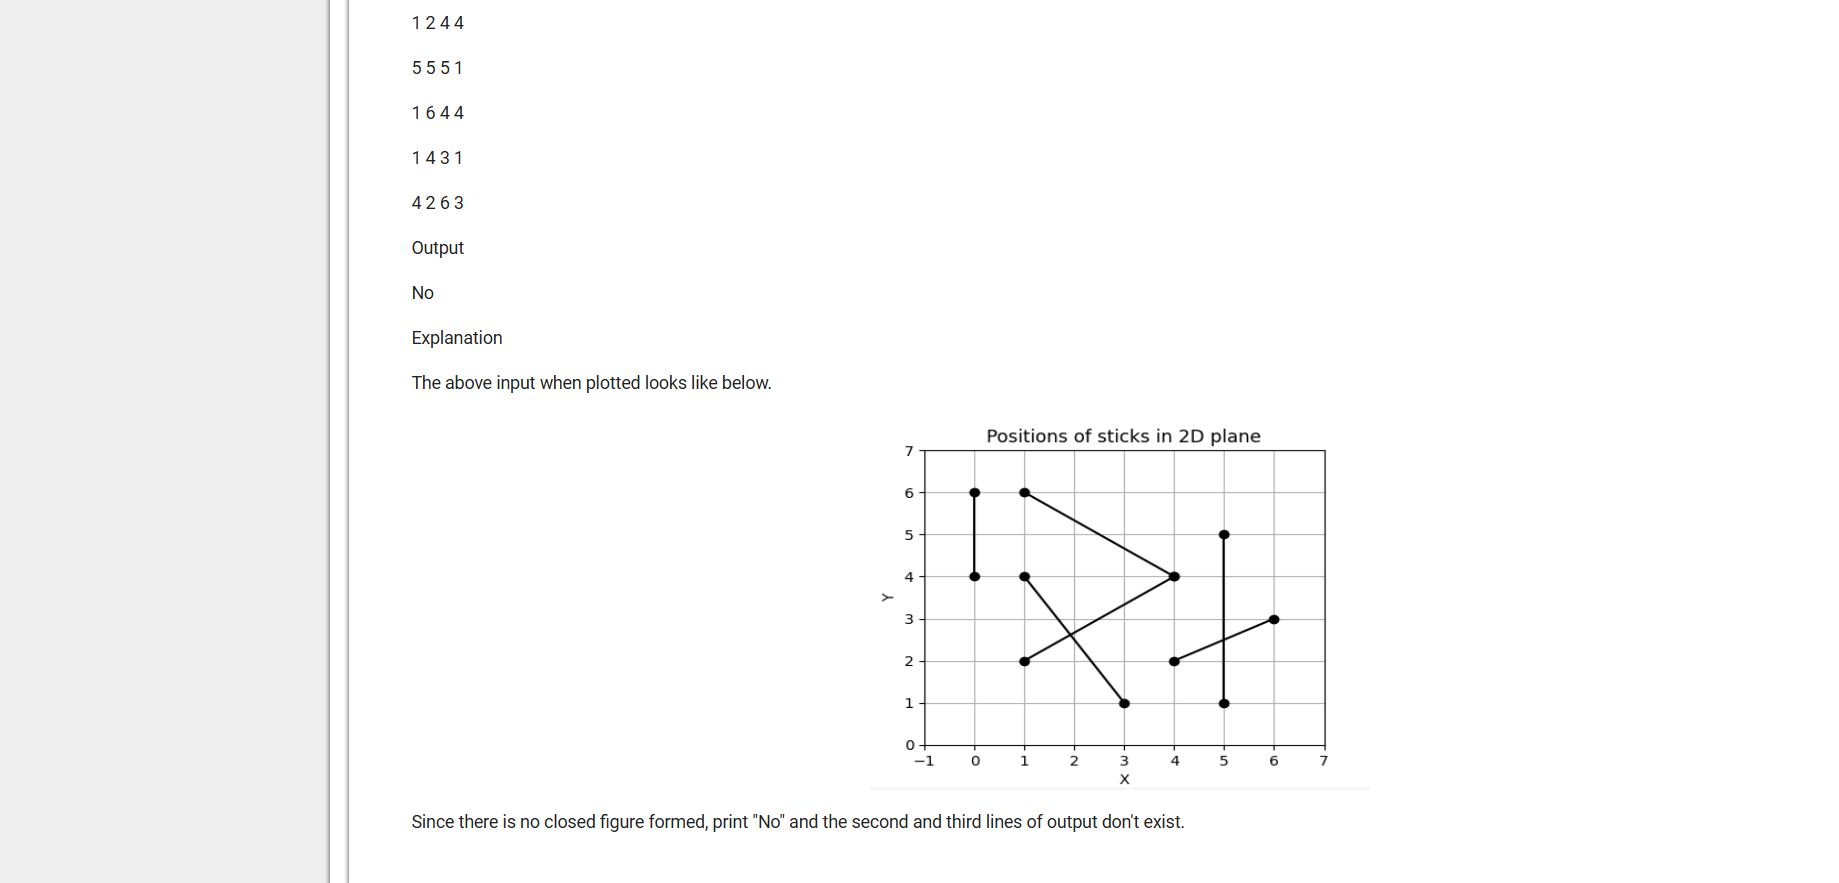 1 2 4 4
5 5 5 1
1 6 4 4
1 4 3 1
4 2 6 3
Output
No
Explanation
The above input when plotted looks like below.
Positions of sticks in 2D plane
7
6
5
4
3
2
1
0
Y
−1 0 1 2 3 4 5 6 7
X
Since there is no closed figure formed, print "No" and the second and third lines of output don't exist.